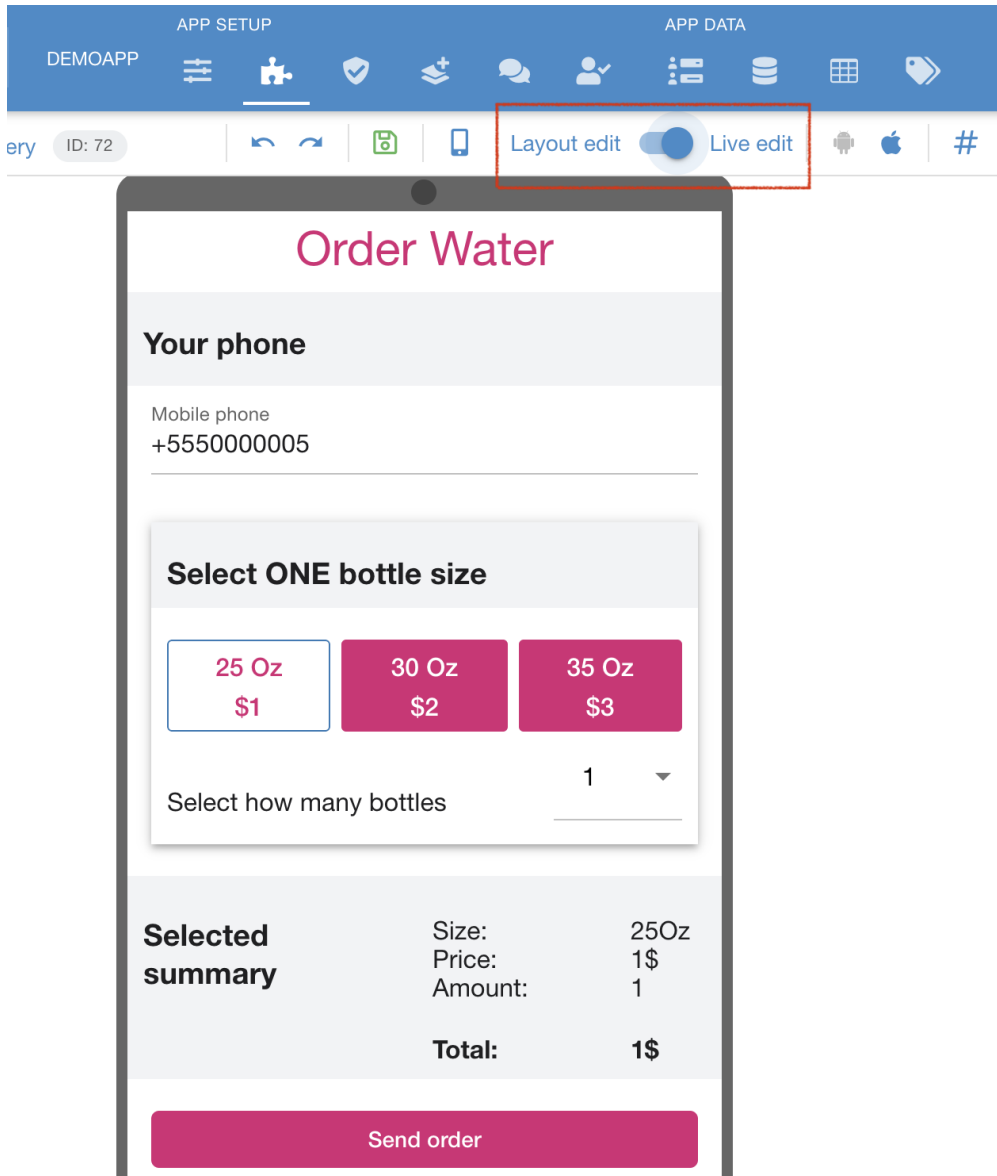 APP SETUP
APP DATA
DEMOAPP
ery
ID: 72
Layout edit
Live edit
#
Order Water
Your phone
Mobile phone
+5550000005
Select ONE bottle size
25 Oz
$1
30 Oz
$2
35 Oz
$3
Select how many bottles
1
Selected
summary
Size: 25Oz
Price: 1$
Amount: 1
Total: 1$
Send order